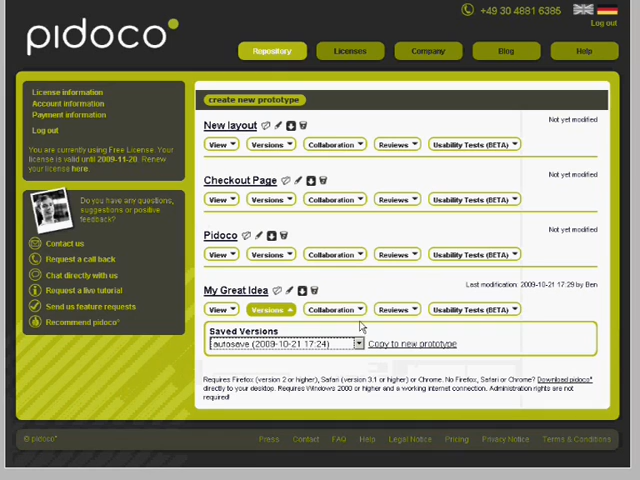 pidoco°
+49 30 4881 6385
Log out
Repository
Licenses
Company
Blog
Help
License information
Account information
Payment information
Log out
You are currently using Free License. Your
license is valid until 2009-11-20. Renew
your license here.
Do you have any questions,
suggestions or positive
feedback?
Contact us
Request a call back
Chat directly with us
Request a live tutorial
Send us feature requests
Recommend pidoco°
create new prototype
New layout
Not yet modified
View Versions Collaboration Reviews Usability Tests (BETA)
Checkout Page
Not yet modified
View Versions Collaboration Reviews Usability Tests (BETA)
Pidoco
Not yet modified
View Versions Collaboration Reviews Usability Tests (BETA)
My Great Idea
Last modification: 2009-10-21 17:29 by Ben
View Versions Collaboration Reviews Usability Tests (BETA)
Saved Versions
autosave (2009-10-21 17:24) Copy to new prototype
Requires Firefox (version 2 or higher), Safari (version 3.1 or higher) or Chrome. No Firefox, Safari or Chrome? Download pidoco°
directly to your desktop. Requires Windows 2000 or higher and a working internet connection. Administration rights are not
required!
© pidoco°
Press Contact FAQ Help Legal Notice Pricing Privacy Notice Terms & Conditions